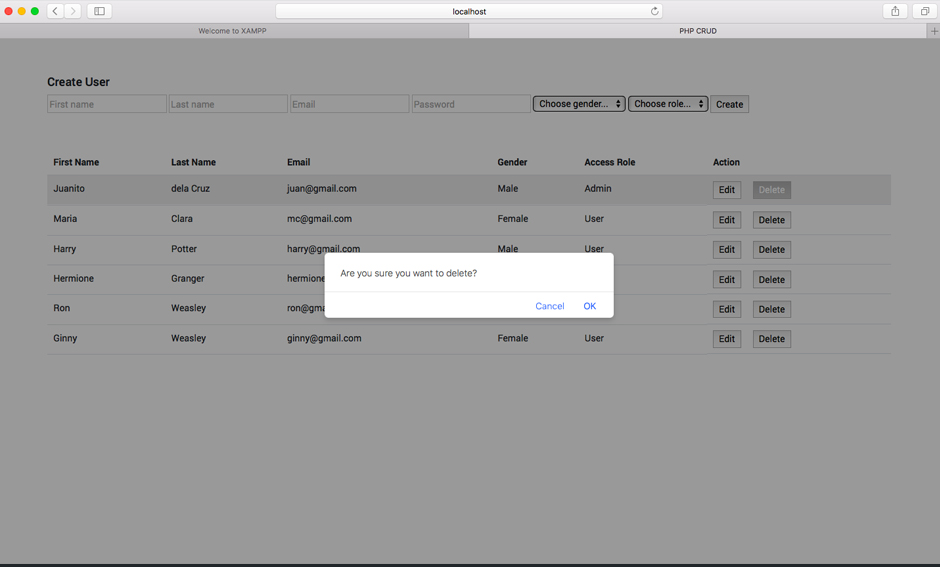 localhost
Welcome to XAMPP PHP CRUD
Create User
First name Last name Email Password Choose gender... Choose role... Create
First Name Last Name Email Gender Access Role Action
Juanito dela Cruz juan@gmail.com Male Admin Edit Delete
Maria Clara mc@gmail.com Female User Edit Delete
Harry Potter harry@gmail.com Male User Edit Delete
Are you sure you want to delete?
Hermione Granger hermione Edit Delete
Cancel OK
Ron Weasley Edit Delete
Ginny Weasley ginny@gmail.com Female User Edit Delete